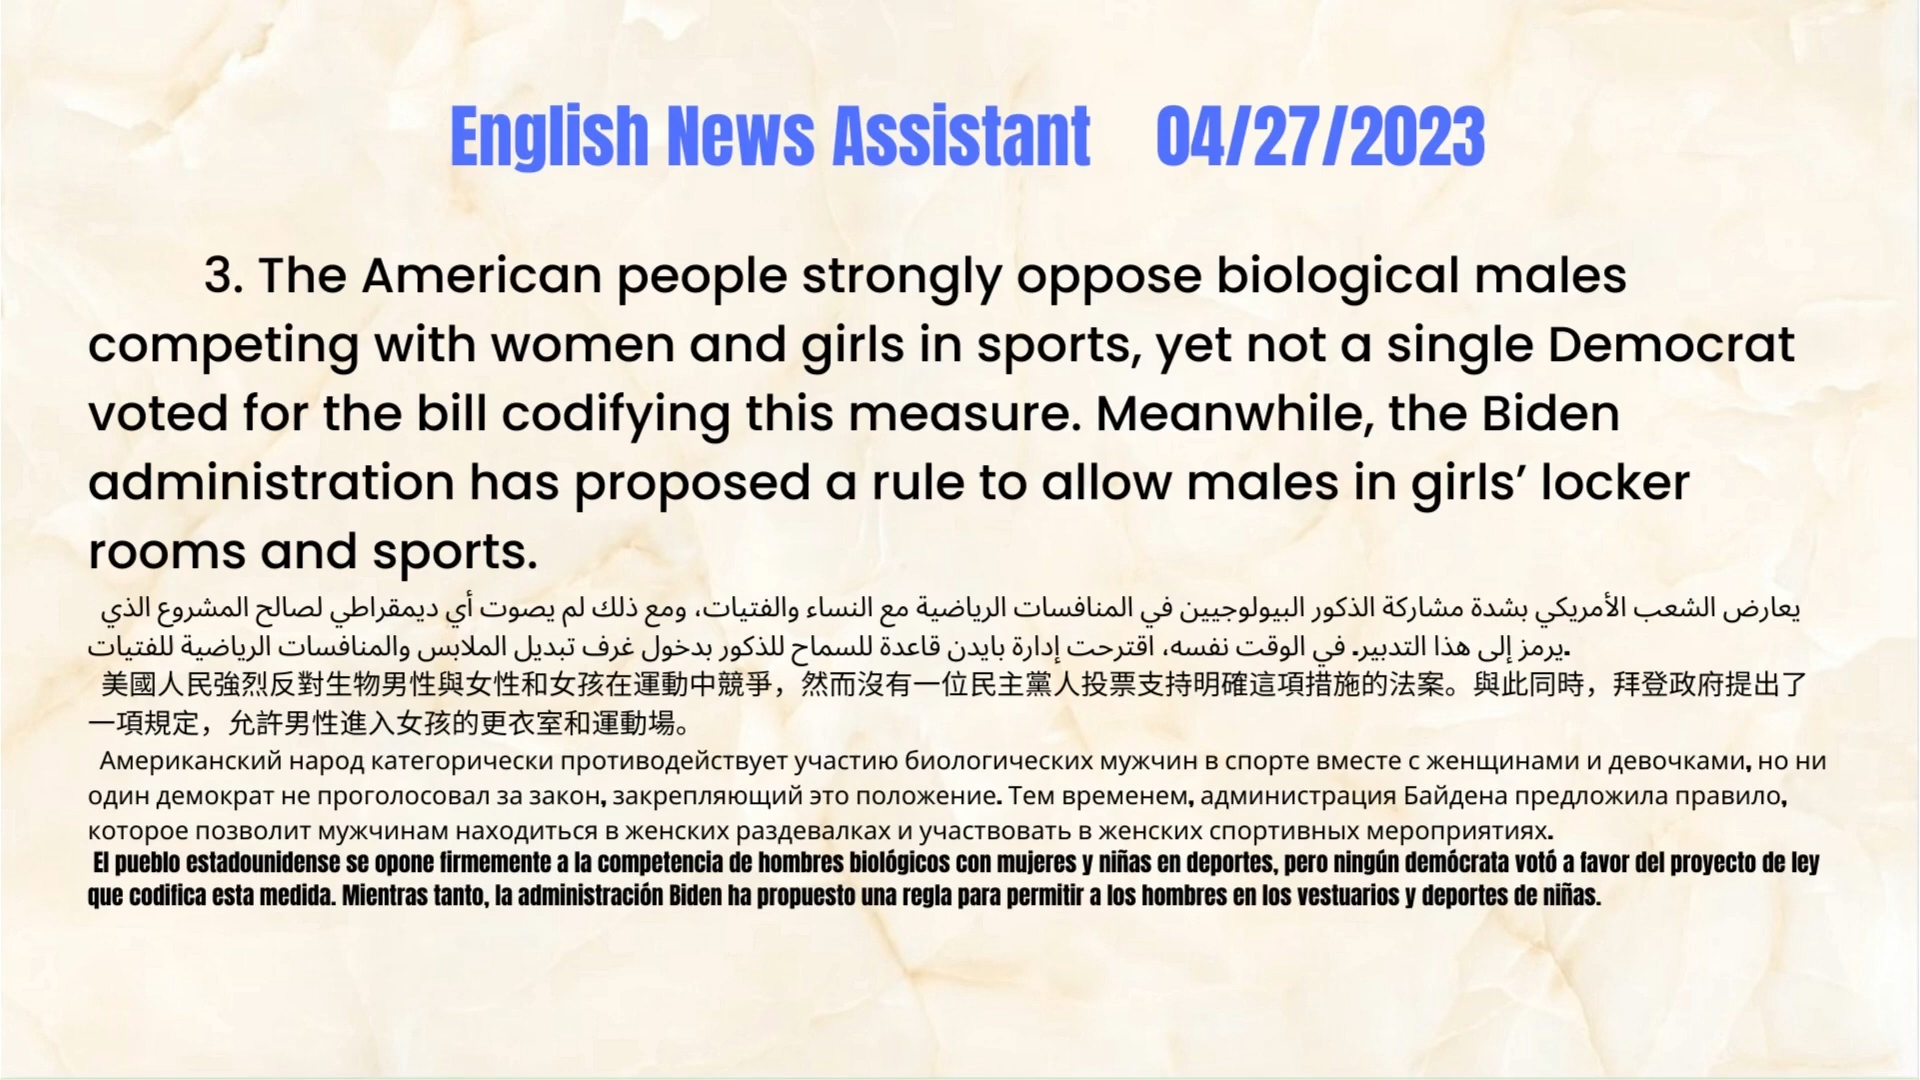 English News Assistant 04/27/2023
3. The American people strongly oppose biological males
competing with women and girls in sports, yet not a single Democrat
voted for the bill codifying this measure. Meanwhile, the Biden
administration has proposed a rule to allow males in girls’ locker
rooms and sports.
يعارض الشعب الأمريكي بشدة مشاركة الذكور البيولوجيين في المنافسات الرياضية مع النساء والفتيات، ومع ذلك لم يصوت أي ديمقراطي لصالح المشروع الذي
يرمز إلى هذا التدبير. في الوقت نفسه، اقترحت إدارة بايدن قاعدة للسماح للذكور بدخول غرف تبديل الملابس والمنافسات الرياضية للفتيات.
美國人民強烈反對生物男性與女性和女孩在運動中競爭，然而沒有一位民主黨人投票支持明確這項措施的法案。與此同時，拜登政府提出了
一項規定，允許男性進入女孩的更衣室和運動場。
Американский народ категорически противодействует участию биологических мужчин в спорте вместе с женщинами и девочками, но ни
один демократ не проголосовал за закон, закрепляющий это положение. Тем временем, администрация Байдена предложила правило,
которое позволит мужчинам находиться в женских раздевалках и участвовать в женских спортивных мероприятиях.
El pueblo estadounidense se opone firmemente a la competencia de hombres biológicos con mujeres y niñas en deportes, pero ningún demócrata votó a favor del proyecto de ley
que codifica esta medida. Mientras tanto, la administración Biden ha propuesto una regla para permitir a los hombres en los vestuarios y deportes de niñas.